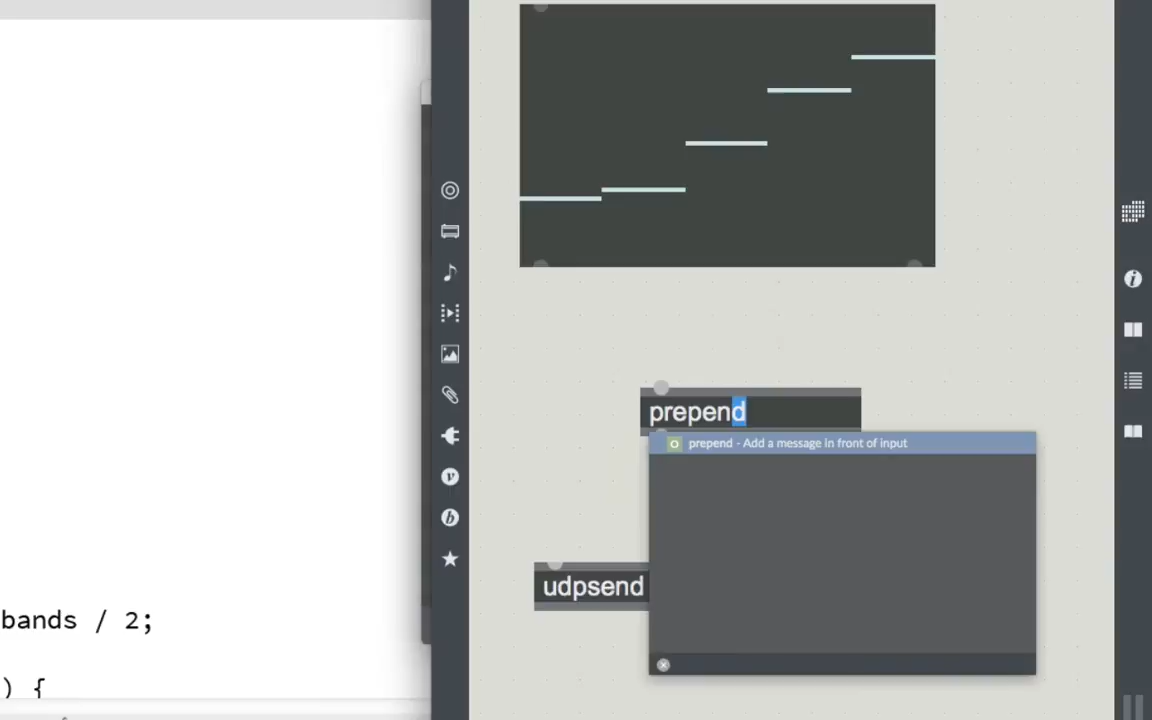 prepend
prepend - Add a message in front of input
udpsend
bands / 2;
) {